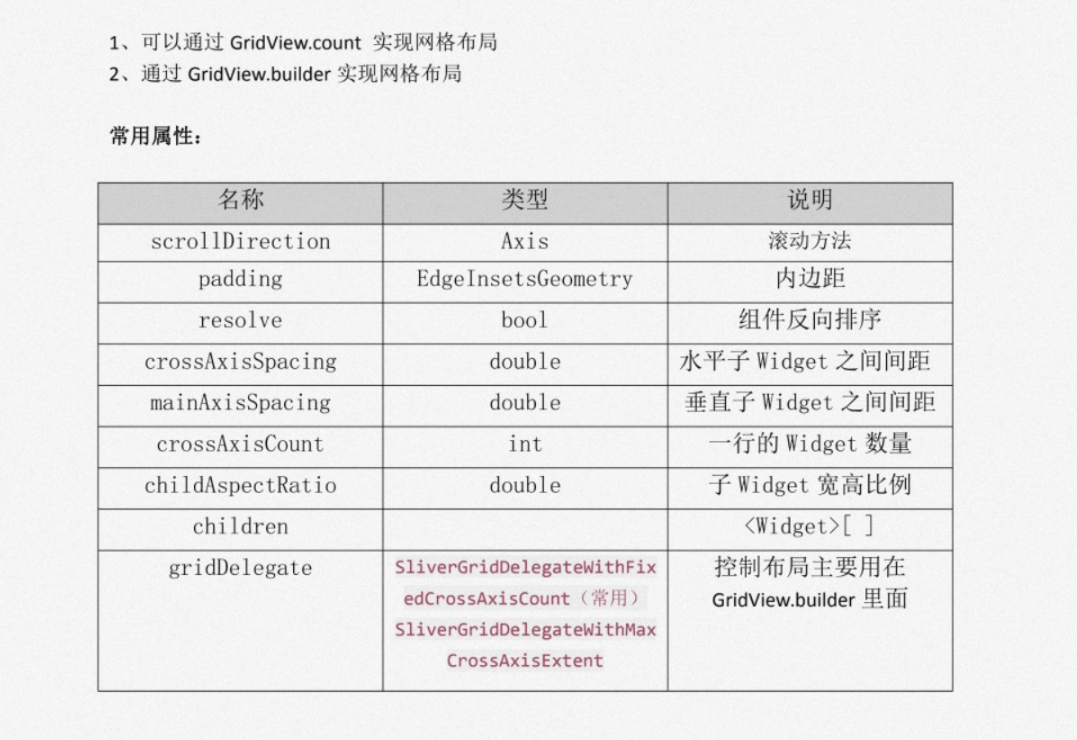 1、可以通过 GridView.count 实现网格布局
2、通过 GridView.builder 实现网格布局
常用属性：
名称 类型 说明
scrollDirection Axis 滚动方法
padding EdgeInsetsGeometry 内边距
resolve bool 组件反向排序
crossAxisSpacing double 水平子 Widget 之间间距
mainAxisSpacing double 垂直子 Widget 之间间距
crossAxisCount int 一行的 Widget 数量
childAspectRatio double 子 Widget 宽高比例
children <Widget>[ ]
gridDelegate SliverGridDelegateWithFix 控制布局主要用在
edCrossAxisCount（常用） GridView.builder 里面
SliverGridDelegateWithMax
CrossAxisExtent